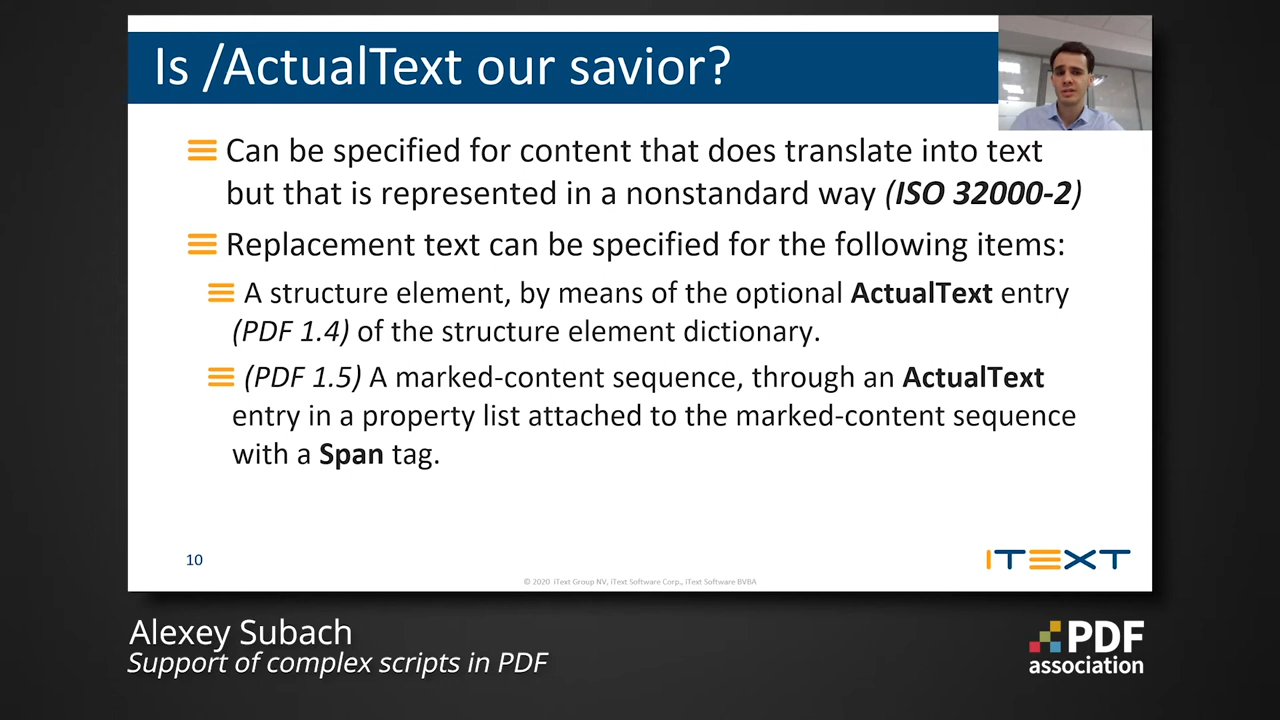 Is /ActualText our savior?
Can be specified for content that does translate into text
but that is represented in a nonstandard way (ISO 32000-2)
Replacement text can be specified for the following items:
A structure element, by means of the optional ActualText entry
(PDF 1.4) of the structure element dictionary.
(PDF 1.5) A marked-content sequence, through an ActualText
entry in a property list attached to the marked-content sequence
with a Span tag.
10
ITEXT
© 2020 iText Group NV, iText Software Corp., iText Software BVBA
Alexey Subach
Support of complex scripts in PDF
PDF
association